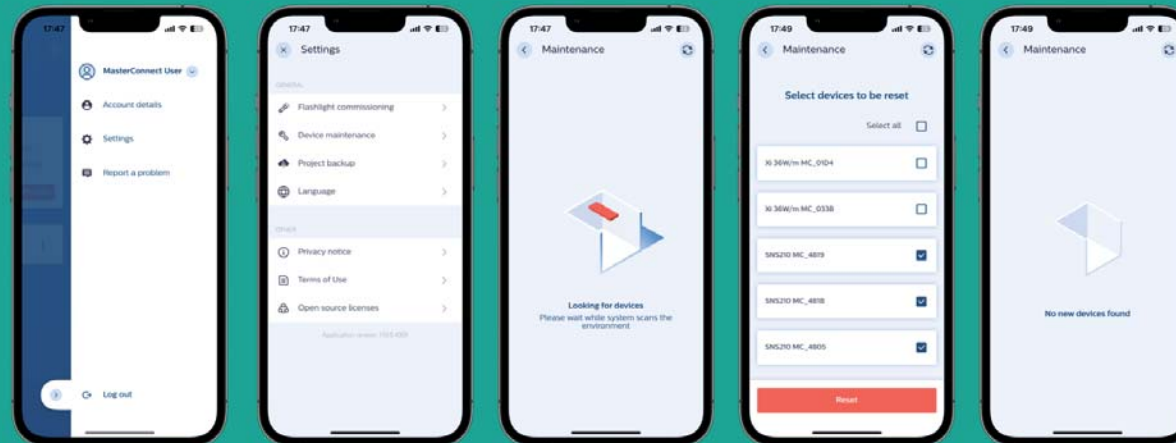 17:47
MasterConnect User
Account details
Settings
Report a problem
Log out
17:47
Settings
GENERAL
Flashlight commissioning
Device maintenance
Project backup
Language
OTHER
Privacy notice
Terms of Use
Open source licenses
17:47
Maintenance
Looking for devices
Please wait while system scans the
environment
17:49
Maintenance
Select devices to be reset
Select all
Xi 36W/m MC_01D4
Xi 36W/m MC_033B
SNS210 MC_4819
SNS210 MC_481B
SNS210 MC_4805
Reset
17:49
Maintenance
No new devices found